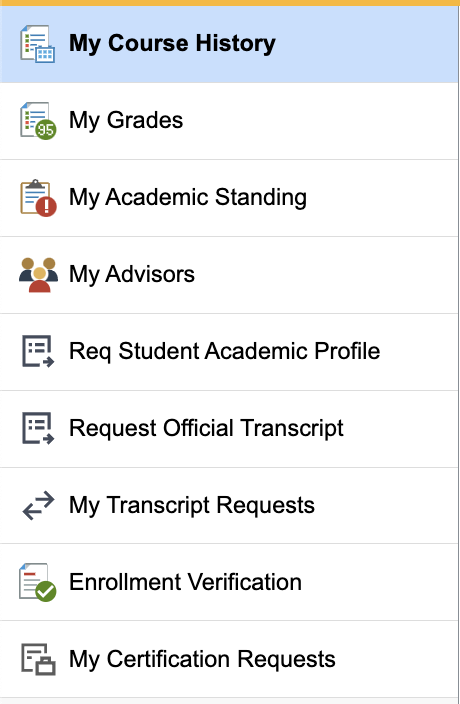 My Course History
95
My Grades
My Academic Standing
My Advisors
Req Student Academic Profile
Request Official Transcript
My Transcript Requests
Enrollment Verification
My Certification Requests